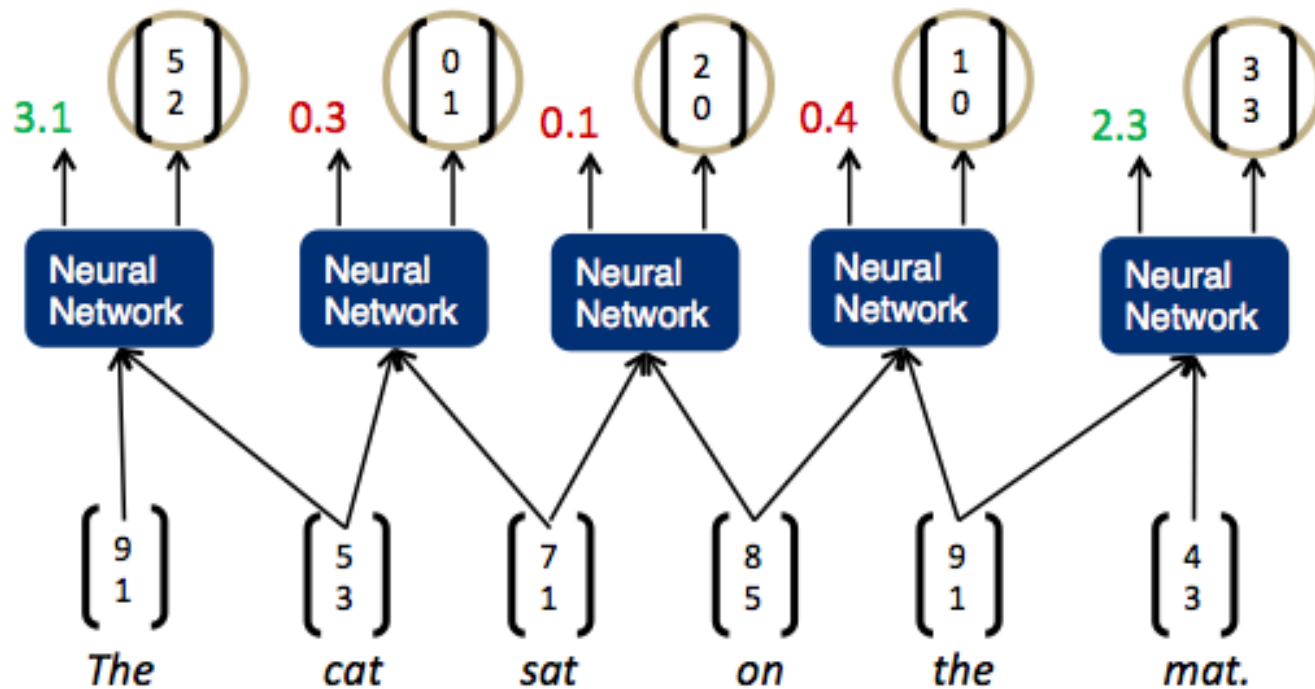 5 0 2 1 3
2 1 0 0 3
3.1 0.3 0.1 0.4 2.3
Neural Neural Neural Neural Neural
Network Network Network Network Network
9 5 7 8 9 4
1 3 1 5 1 3
The cat sat on the mat.